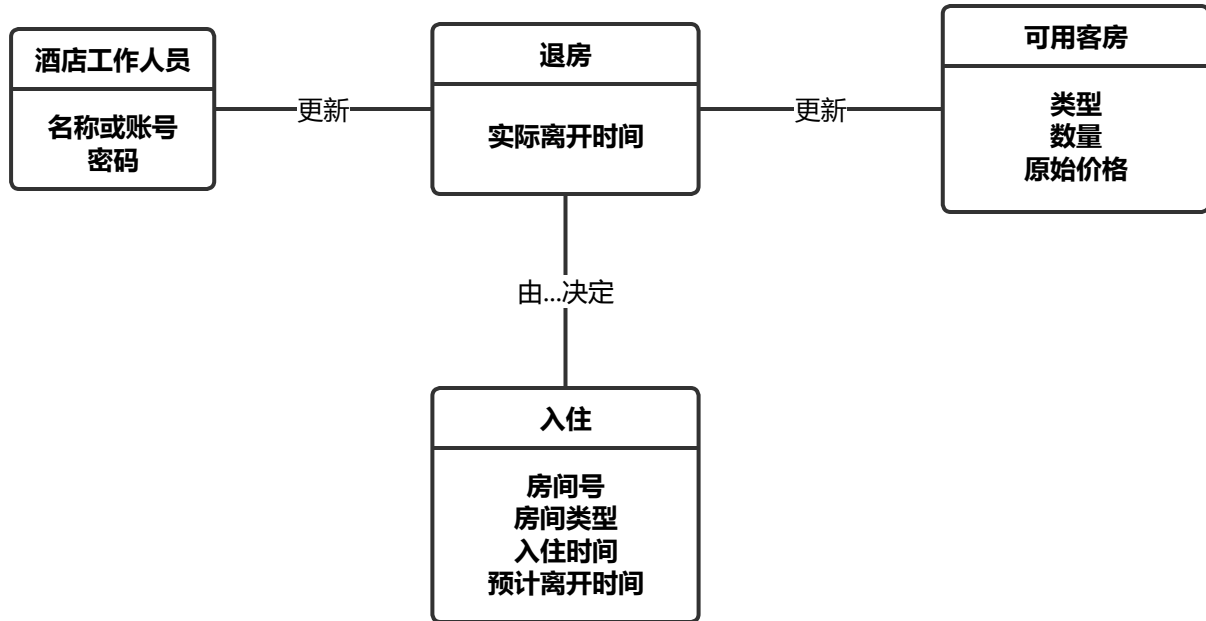 酒店工作人员
名称或账号
密码
更新
退房
实际离开时间
更新
可用客房
类型
数量
原始价格
由...决定
入住
房间号
房间类型
入住时间
预计离开时间